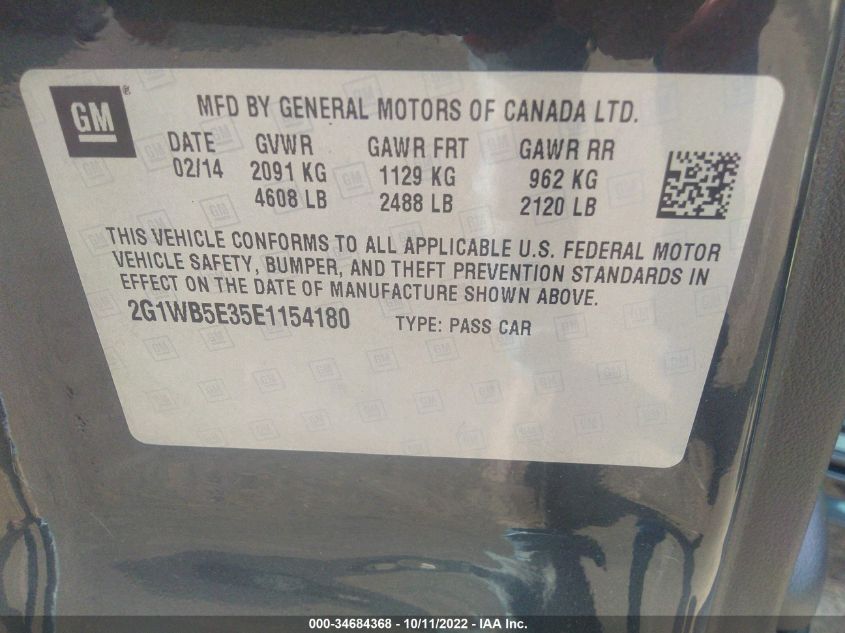 GM®
MFD BY GENERAL MOTORS OF CANADA LTD.
DATE GVWR GAWR FRT GAWR RR
02/14 2091 KG 1129 KG 962 KG
4608 LB 2488 LB 2120 LB
THIS VEHICLE CONFORMS TO ALL APPLICABLE U.S. FEDERAL MOTOR
VEHICLE SAFETY, BUMPER, AND THEFT PREVENTION STANDARDS IN
EFFECT ON THE DATE OF MANUFACTURE SHOWN ABOVE.
2G1WB5E35E1154180 TYPE: PASS CAR
000-34684368 - 10/11/2022 - IAA Inc.